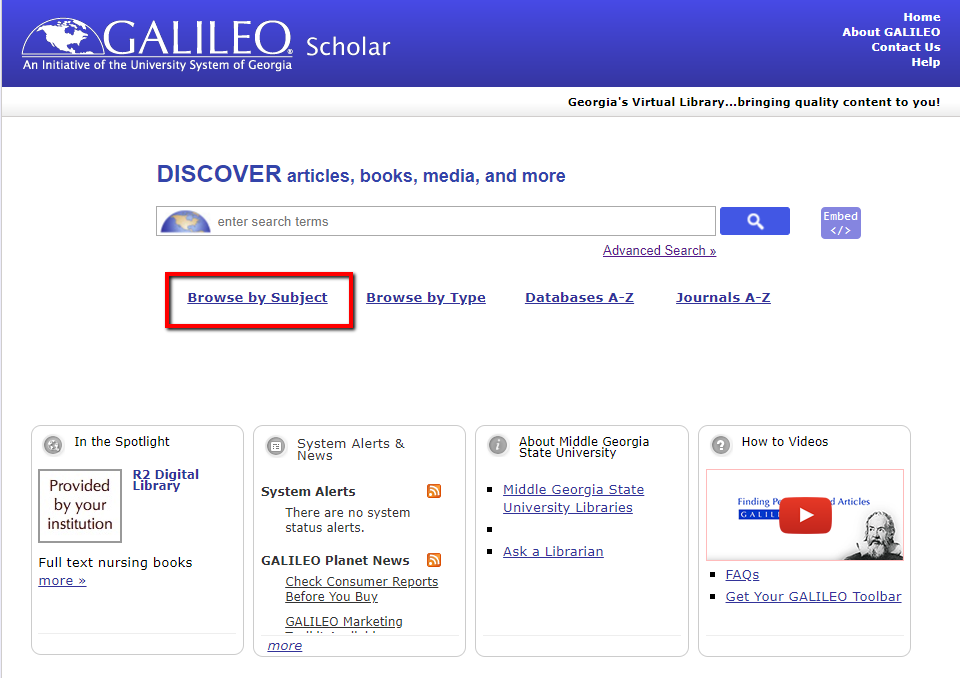 GALILEO Scholar
An Initiative of the University System of Georgia
Home
About GALILEO
Contact Us
Help
Georgia's Virtual Library...bringing quality content to you!
DISCOVER articles, books, media, and more
enter search terms
Embed
</>
Advanced Search »
Browse by Subject
Browse by Type
Databases A-Z
Journals A-Z
In the Spotlight
Provided
by your
institution
R2 Digital
Library
Full text nursing books
more »
System Alerts &
News
System Alerts
There are no system
status alerts.
GALILEO Planet News
Check Consumer Reports
Before You Buy
GALILEO Marketing
more
About Middle Georgia
State University
Middle Georgia State
University Libraries
Ask a Librarian
How to Videos
Finding Pe d Articles
GALIL
FAQs
Get Your GALILEO Toolbar